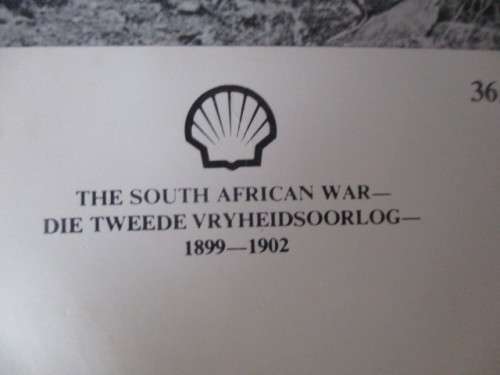 36
THE SOUTH AFRICAN WAR—
DIE TWEEDE VRYHEIDSOORLOG—
1899—1902